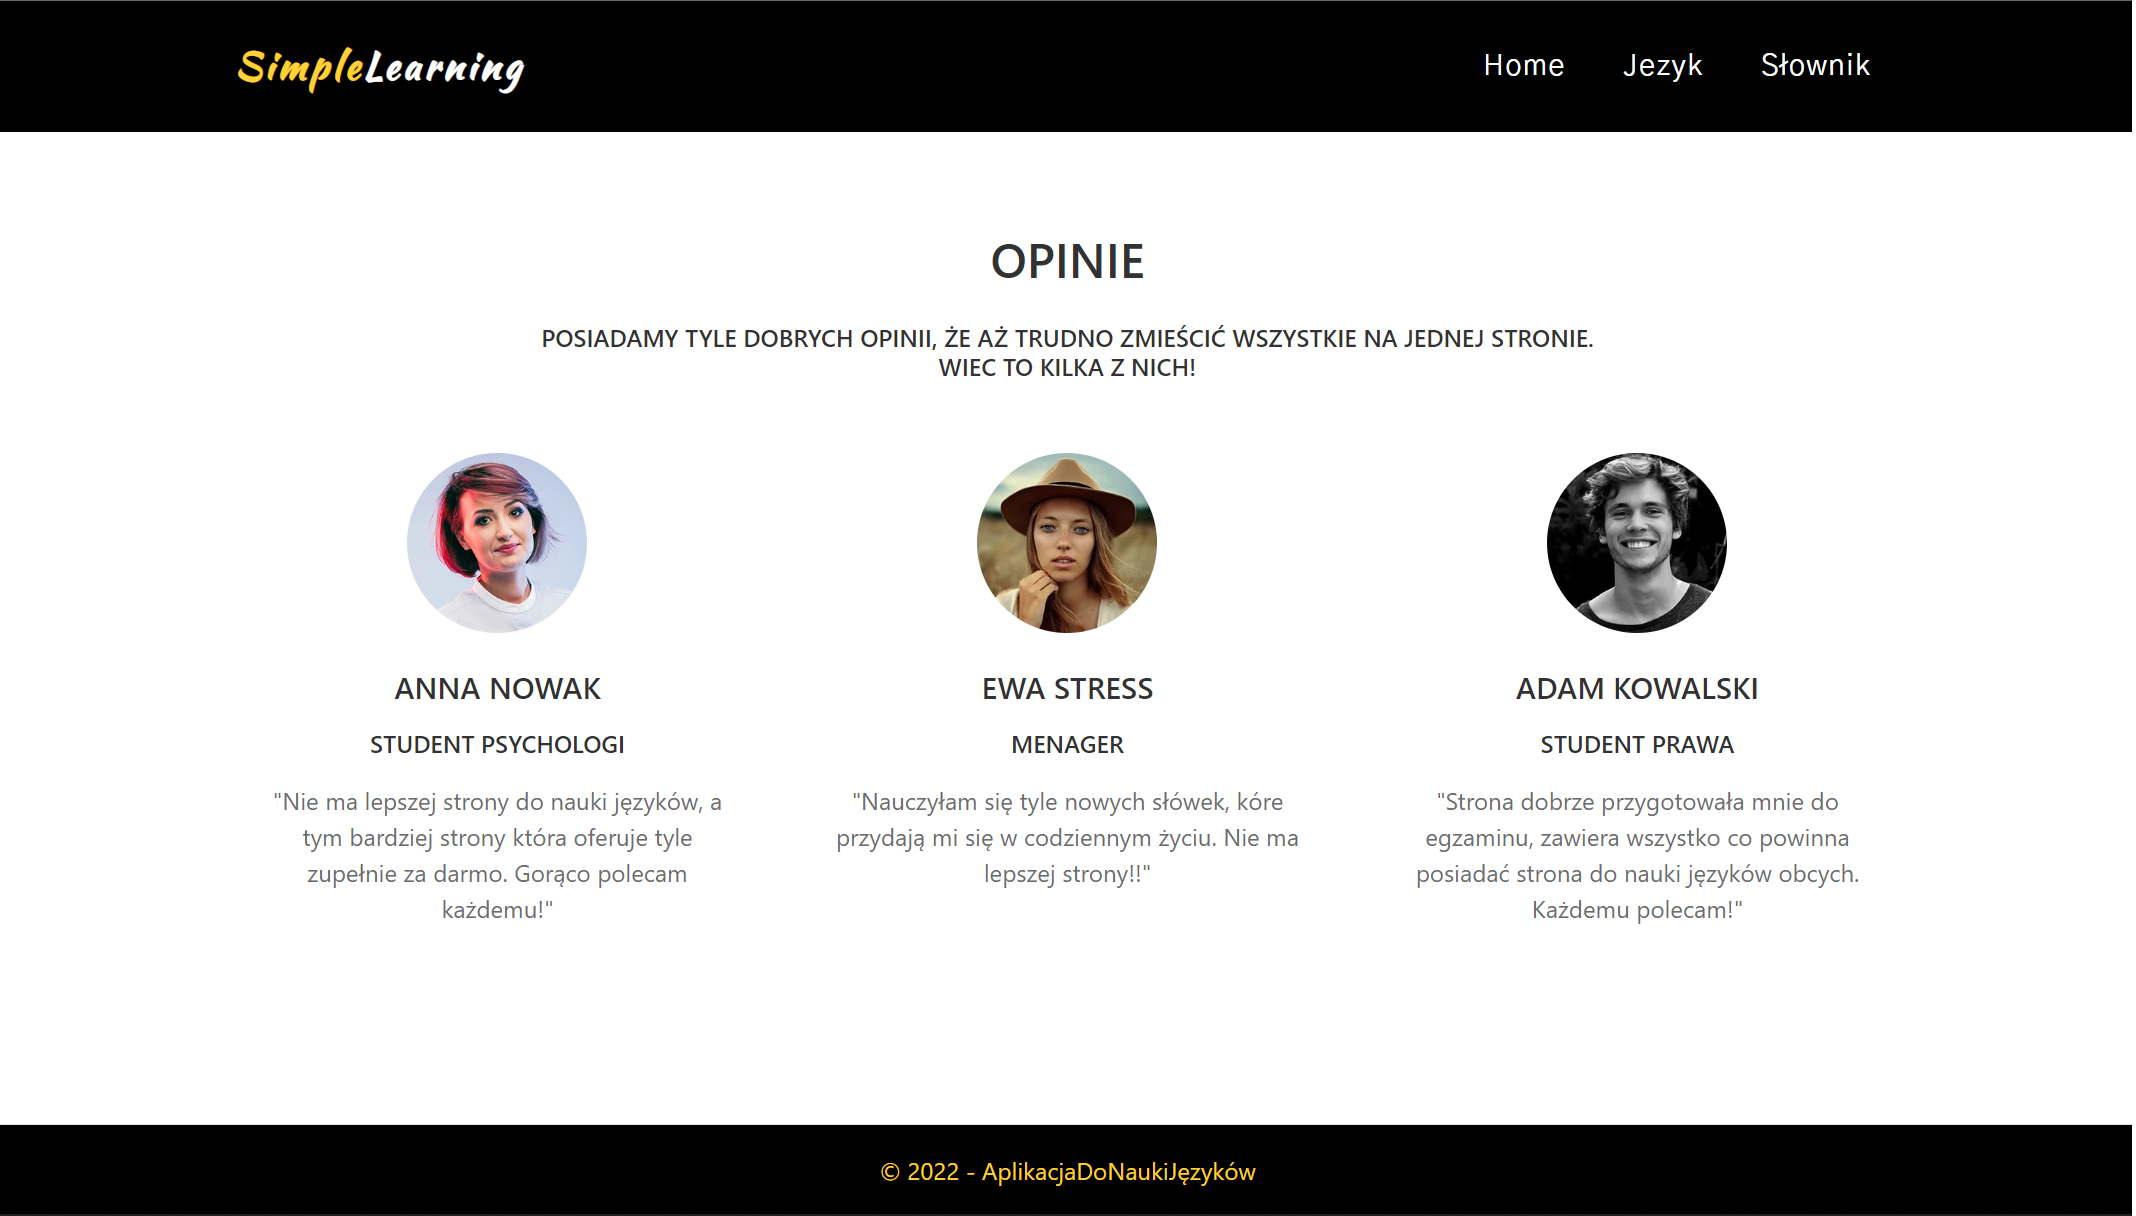 SimpleLearning
Home Jezyk Słownik
OPINIE
POSIADAMY TYLE DOBRYCH OPINII, ŻE AŻ TRUDNO ZMIEŚCIĆ WSZYSTKIE NA JEDNEJ STRONIE.
WIEC TO KILKA Z NICH!
ANNA NOWAK
STUDENT PSYCHOLOGI
"Nie ma lepszej strony do nauki języków, a
tym bardziej strony która oferuje tyle
zupełnie za darmo. Gorąco polecam
każdemu!"
EWA STRESS
MENAGER
"Nauczyłam się tyle nowych słówek, kóre
przydają mi się w codziennym życiu. Nie ma
lepszej strony!!"
ADAM KOWALSKI
STUDENT PRAWA
"Strona dobrze przygotowała mnie do
egzaminu, zawiera wszystko co powinna
posiadać strona do nauki języków obcych.
Każdemu polecam!"
© 2022 - AplikacjaDoNaukiJęzyków